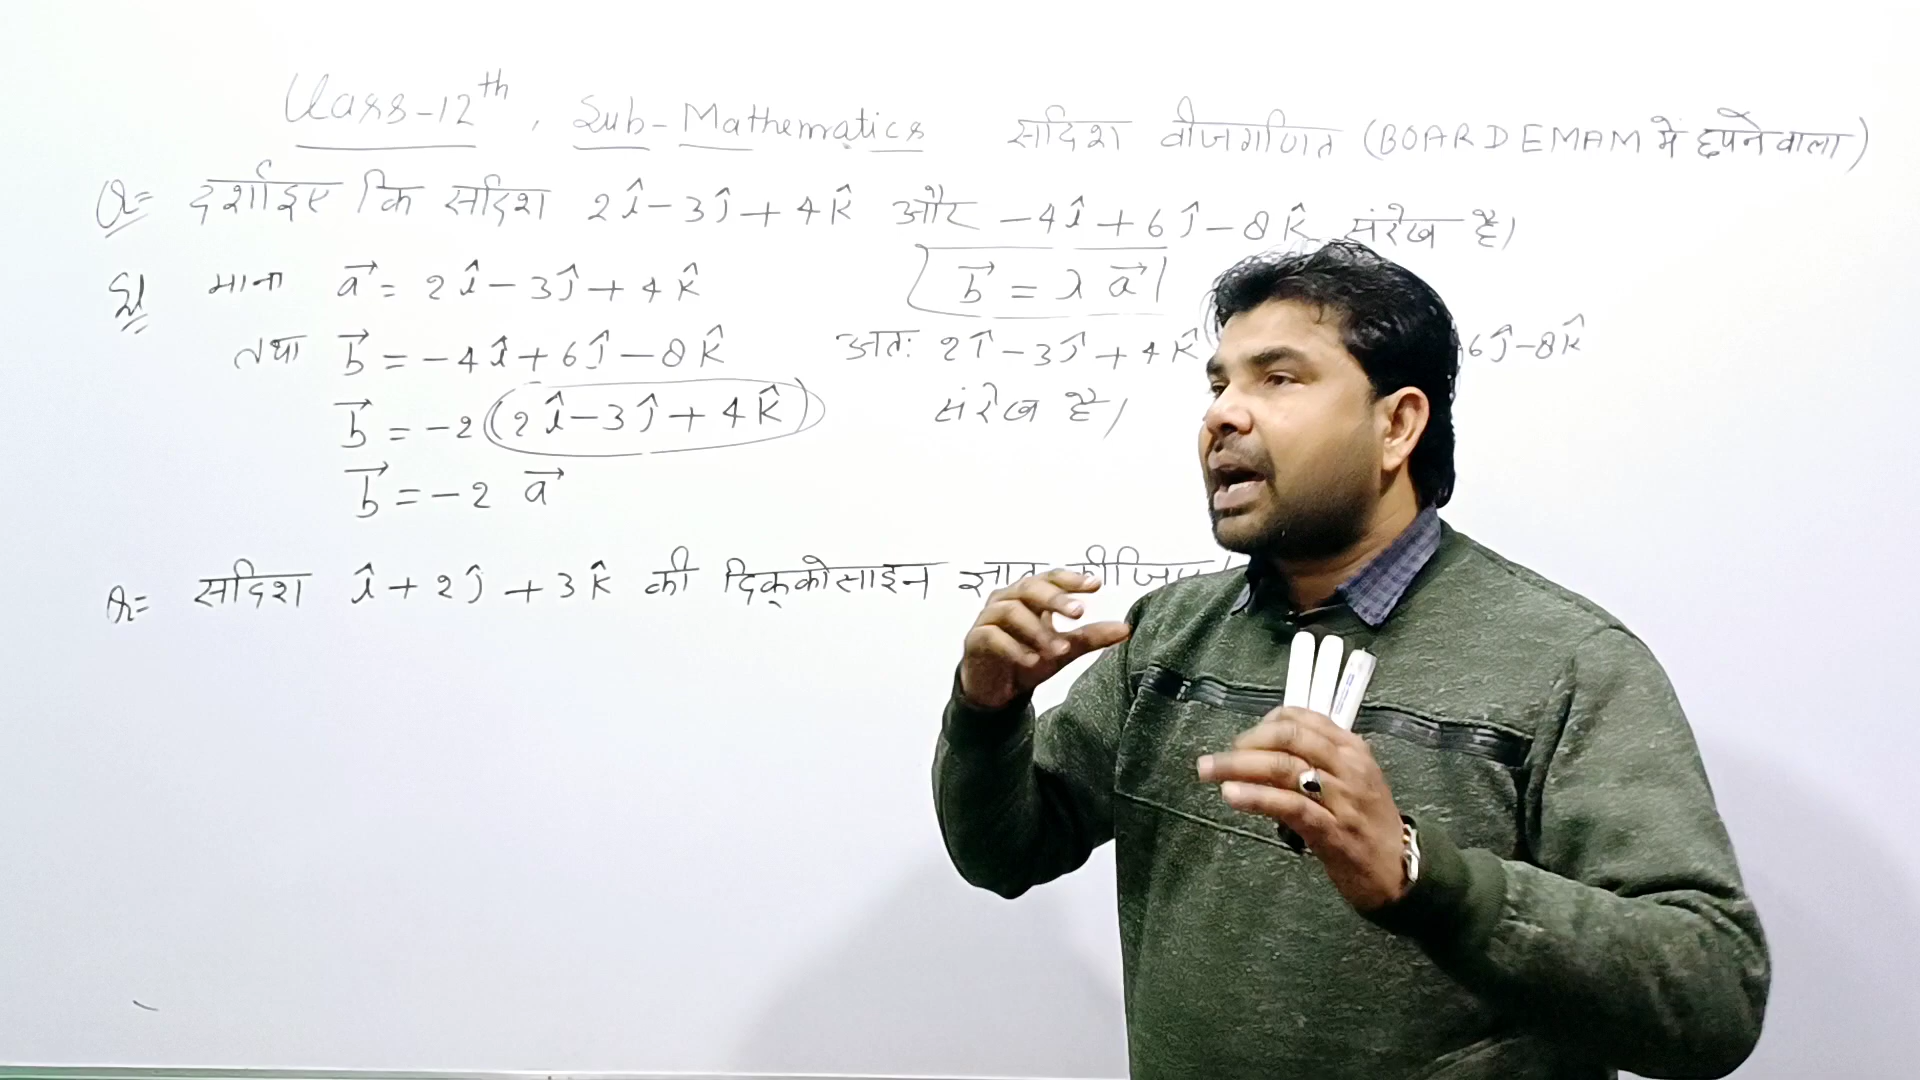 Class-12th, Sub-Mathematics सदिश बीजगणित (BOARD EMAM में छपने वाला)
Q= दर्शाइए कि सदिश 2î-3ĵ+4k̂ और -4î+6ĵ-8k̂ संरेख है।
माना a⃗ = 2î-3ĵ+4k̂
b⃗ = λ a⃗
तथा b⃗ = -4î+6ĵ-8k̂
अतः 2î-3ĵ+4k̂ 6ĵ-8k̂
b⃗ = -2(2î-3ĵ+4k̂)
संरेख है।
b⃗ = -2 a⃗
Q= सदिश î+2ĵ+3k̂ की दिक्कोसाइन ज्ञात कीजिए।